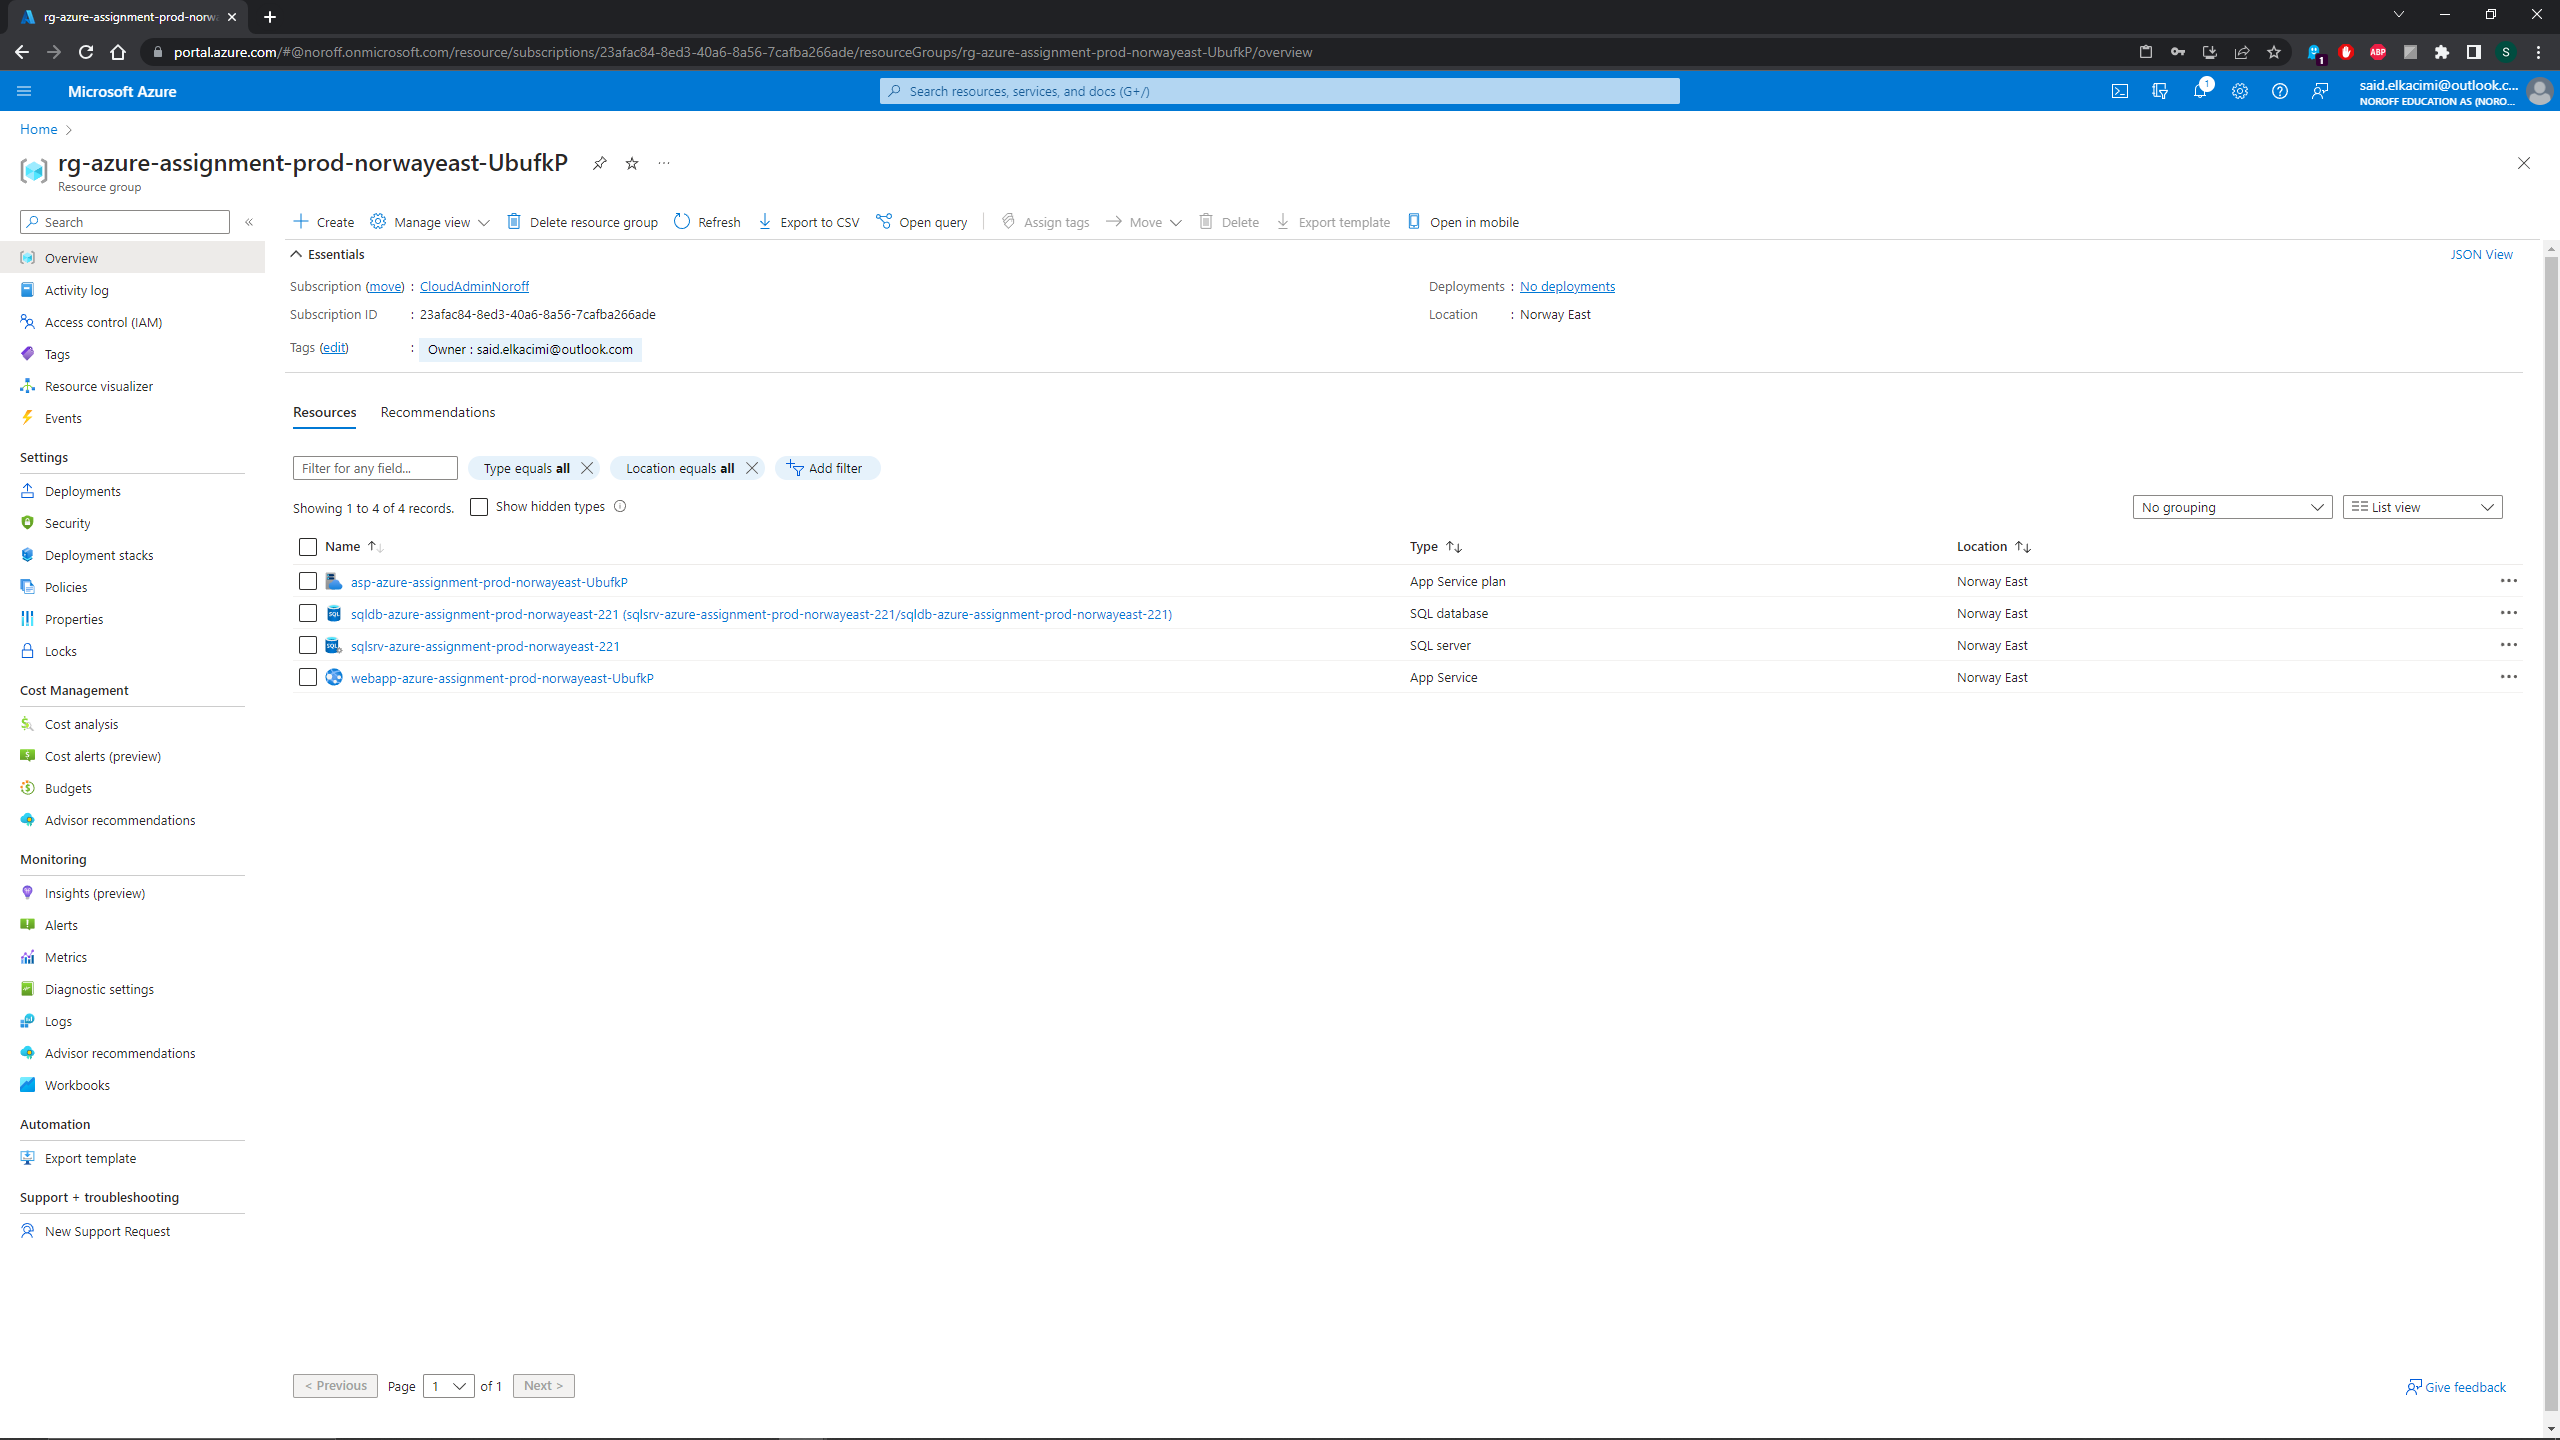 rg-azure-assignment-prod-norw
portal.azure.com/#@noroff.onmicrosoft.com/resource/subscriptions/23afac84-8ed3-40a6-8a56-7cafba266ade/resourceGroups/rg-azure-assignment-prod-norwayeast-UbufkP/overview
1
ABP
S
Microsoft Azure
Search resources, services, and docs (G+/)
1
said.elkacimi@outlook.c...
NOROFF EDUCATION AS (NORO...
Home
rg-azure-assignment-prod-norwayeast-UbufkP
Resource group
Search
Create
Manage view
Delete resource group
Refresh
Export to CSV
Open query
Assign tags
Move
Delete
Export template
Open in mobile
Overview
Activity log
Access control (IAM)
Tags
Resource visualizer
Events
Settings
Deployments
Security
Deployment stacks
Policies
Properties
Locks
Cost Management
Cost analysis
Cost alerts (preview)
Budgets
Advisor recommendations
Monitoring
Insights (preview)
Alerts
Metrics
Diagnostic settings
Logs
Advisor recommendations
Workbooks
Automation
Export template
Support + troubleshooting
New Support Request
Essentials
JSON View
Subscription (move) : CloudAdminNoroff
Subscription ID : 23afac84-8ed3-40a6-8a56-7cafba266ade
Tags (edit) : Owner : said.elkacimi@outlook.com
Deployments : No deployments
Location : Norway East
Resources
Recommendations
Filter for any field...
Type equals all
Location equals all
Add filter
Showing 1 to 4 of 4 records.
Show hidden types
No grouping
List view
Name Type Location
asp-azure-assignment-prod-norwayeast-UbufkP App Service plan Norway East
sqldb-azure-assignment-prod-norwayeast-221 (sqlsrv-azure-assignment-prod-norwayeast-221/sqldb-azure-assignment-prod-norwayeast-221) SQL database Norway East
sqlsrv-azure-assignment-prod-norwayeast-221 SQL server Norway East
webapp-azure-assignment-prod-norwayeast-UbufkP App Service Norway East
< Previous
Page 1 of 1
Next >
Give feedback